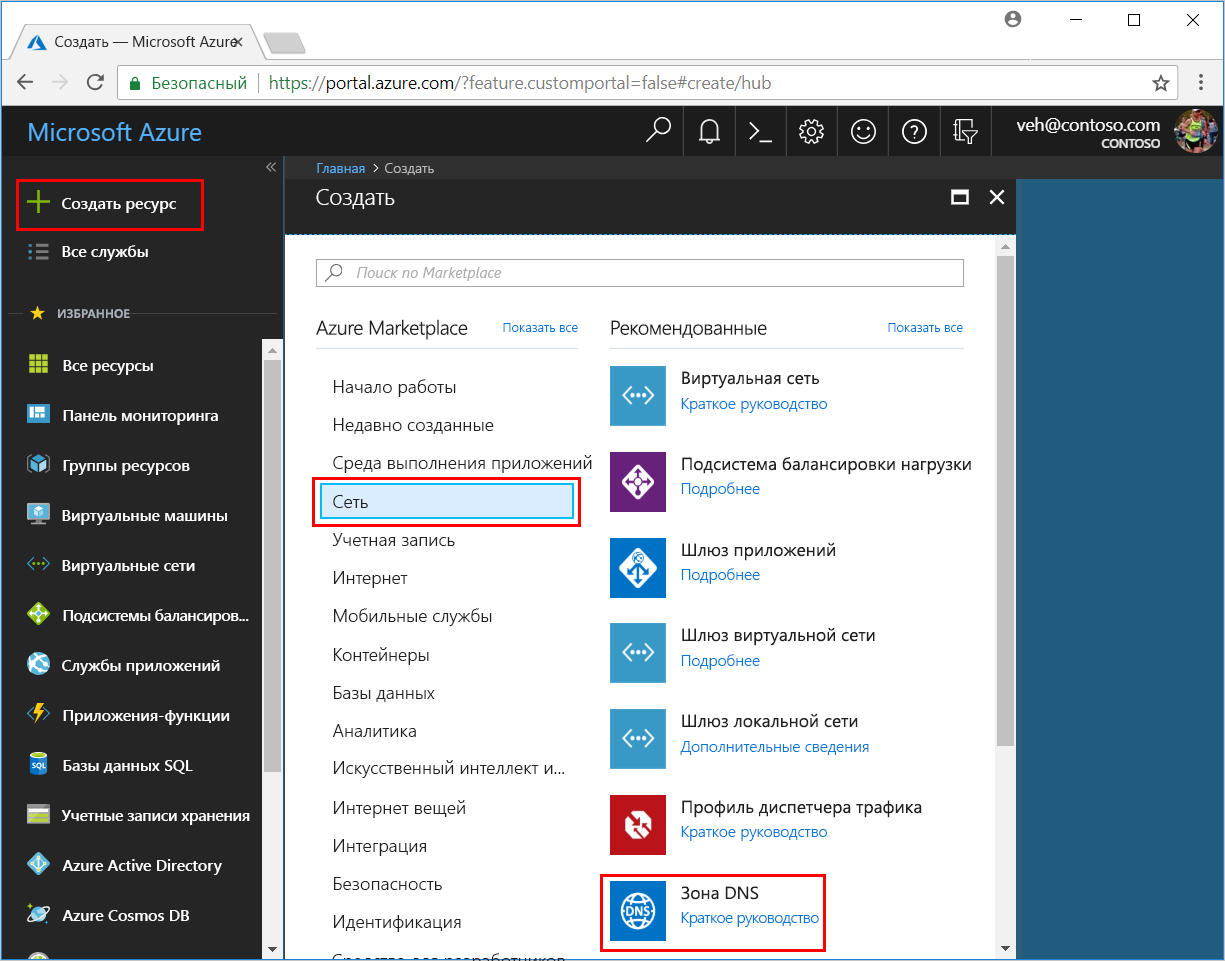 Создать — Microsoft Azure
Безопасный
https://portal.azure.com/?feature.customportal=false#create/hub
Microsoft Azure
veh@contoso.com
CONTOSO
Главная > Создать
Создать
Создать ресурс
Все службы
ИЗБРАННОЕ
Все ресурсы
Панель мониторинга
Группы ресурсов
Виртуальные машины
Виртуальные сети
Подсистемы балансиров...
Службы приложений
Приложения-функции
SQL
Базы данных SQL
Учетные записи хранения
Azure Active Directory
Azure Cosmos DB
Поиск по Marketplace
Azure Marketplace
Показать все
Начало работы
Недавно созданные
Среда выполнения приложений
Сеть
Учетная запись
Интернет
Мобильные службы
Контейнеры
Базы данных
Аналитика
Искусственный интеллект и...
Интернет вещей
Интеграция
Безопасность
Идентификация
Средства для разработчиков
Рекомендованные
Показать все
Виртуальная сеть
Краткое руководство
Подсистема балансировки нагрузки
Подробнее
Шлюз приложений
Подробнее
Шлюз виртуальной сети
Подробнее
Шлюз локальной сети
Дополнительные сведения
Профиль диспетчера трафика
Краткое руководство
DNS
Зона DNS
Краткое руководство